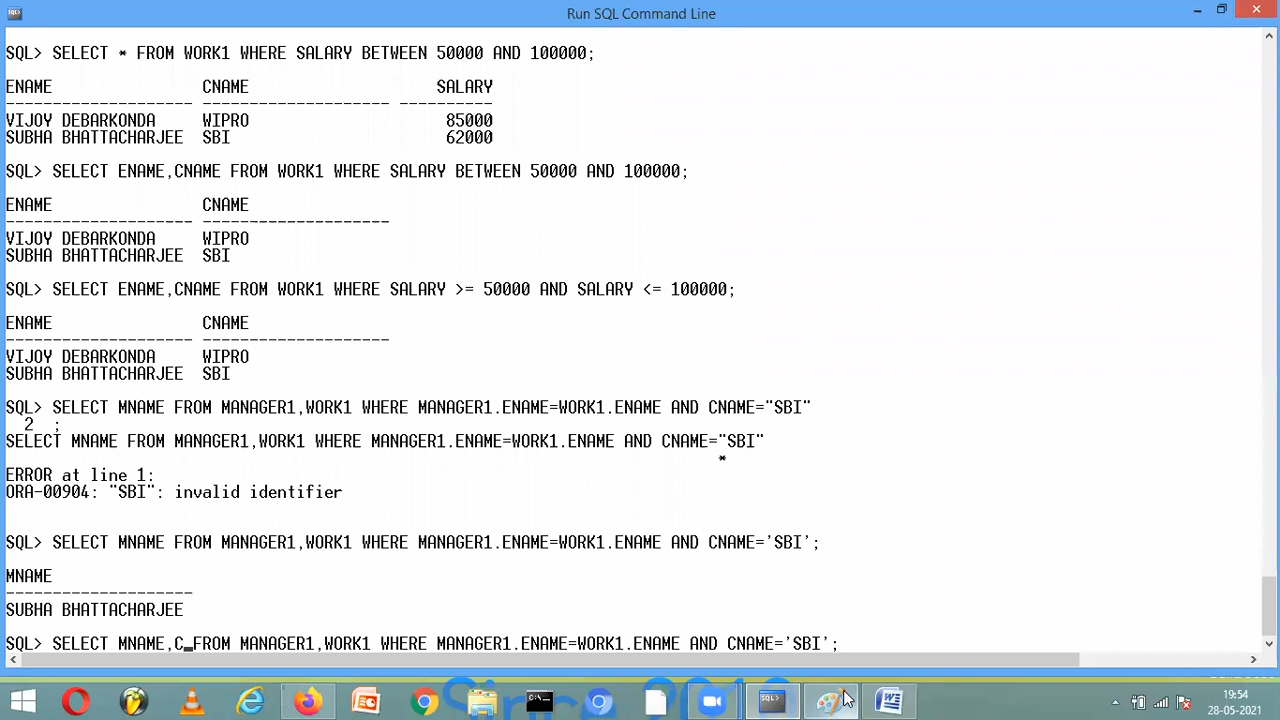 Run SQL Command Line
SQL> SELECT * FROM WORK1 WHERE SALARY BETWEEN 50000 AND 100000;
ENAME CNAME SALARY
-------------------- -------------------- ----------
VIJOY DEBARKONDA WIPRO 85000
SUBHA BHATTACHARJEE SBI 62000
SQL> SELECT ENAME,CNAME FROM WORK1 WHERE SALARY BETWEEN 50000 AND 100000;
ENAME CNAME
-------------------- --------------------
VIJOY DEBARKONDA WIPRO
SUBHA BHATTACHARJEE SBI
SQL> SELECT ENAME,CNAME FROM WORK1 WHERE SALARY >= 50000 AND SALARY <= 100000;
ENAME CNAME
-------------------- --------------------
VIJOY DEBARKONDA WIPRO
SUBHA BHATTACHARJEE SBI
SQL> SELECT MNAME FROM MANAGER1,WORK1 WHERE MANAGER1.ENAME=WORK1.ENAME AND CNAME="SBI"
2 ;
SELECT MNAME FROM MANAGER1,WORK1 WHERE MANAGER1.ENAME=WORK1.ENAME AND CNAME="SBI"
*
ERROR at line 1:
ORA-00904: "SBI": invalid identifier
SQL> SELECT MNAME FROM MANAGER1,WORK1 WHERE MANAGER1.ENAME=WORK1.ENAME AND CNAME='SBI';
MNAME
--------------------
SUBHA BHATTACHARJEE
SQL> SELECT MNAME,C FROM MANAGER1,WORK1 WHERE MANAGER1.ENAME=WORK1.ENAME AND CNAME='SBI';
19:54
28-05-2021